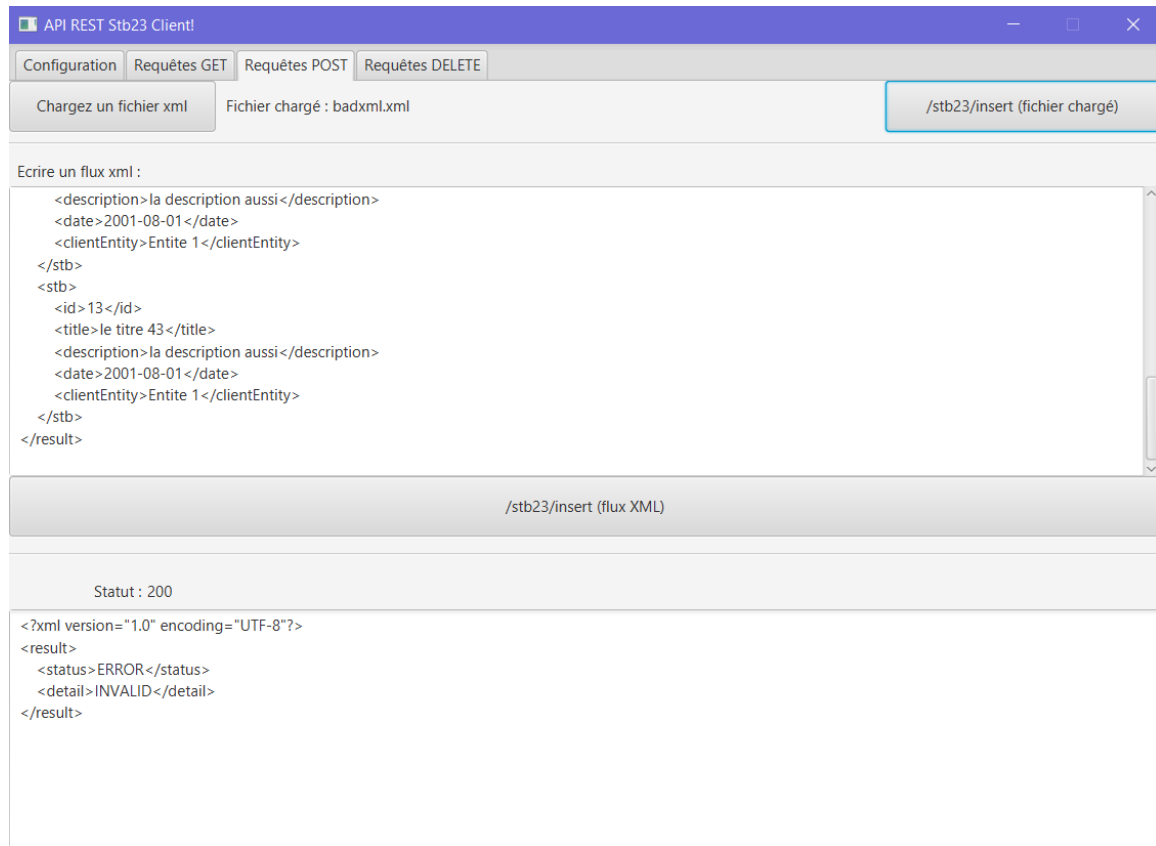 API REST Stb23 Client!
Configuration Requêtes GET Requêtes POST Requêtes DELETE
Chargez un fichier xml Fichier chargé : badxml.xml /stb23/insert (fichier chargé)
Ecrire un flux xml :
<description>la description aussi</description>
<date>2001-08-01</date>
<clientEntity>Entite 1</clientEntity>
</stb>
<stb>
<id>13</id>
<title>le titre 43</title>
<description>la description aussi</description>
<date>2001-08-01</date>
<clientEntity>Entite 1</clientEntity>
</stb>
</result>
/stb23/insert (flux XML)
Statut : 200
<?xml version="1.0" encoding="UTF-8"?>
<result>
<status>ERROR</status>
<detail>INVALID</detail>
</result>